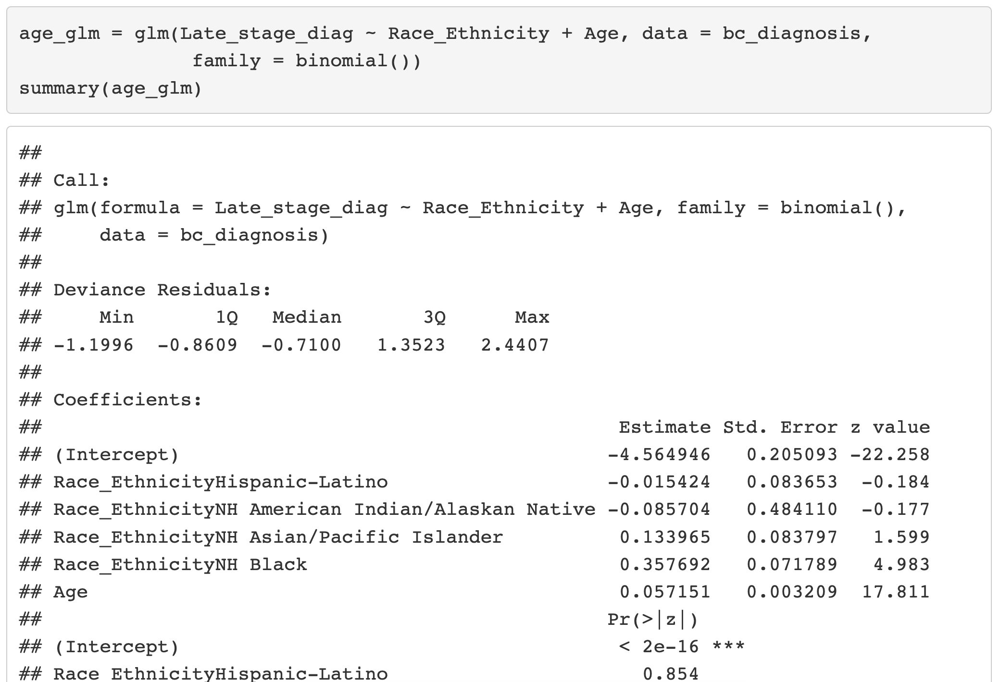 age_glm = glm(Late_stage_diag ~ Race_Ethnicity + Age, data = bc_diagnosis,
               family = binomial())
summary(age_glm)
##
## Call:
## glm(formula = Late_stage_diag ~ Race_Ethnicity + Age, family = binomial(),
##     data = bc_diagnosis)
##
## Deviance Residuals:
##     Min       1Q   Median       3Q      Max
## -1.1996  -0.8609  -0.7100   1.3523   2.4407
##
## Coefficients:
##                                                  Estimate Std. Error z value
## (Intercept)                                     -4.564946   0.205093 -22.258
## Race_EthnicityHispanic-Latino                   -0.015424   0.083653  -0.184
## Race_EthnicityNH American Indian/Alaskan Native -0.085704   0.484110  -0.177
## Race_EthnicityNH Asian/Pacific Islander          0.133965   0.083797   1.599
## Race_EthnicityNH Black                           0.357692   0.071789   4.983
## Age                                              0.057151   0.003209  17.811
##                                                 Pr(>|z|)
## (Intercept)                                      < 2e-16 ***
## Race_EthnicityHispanic-Latino                      0.854